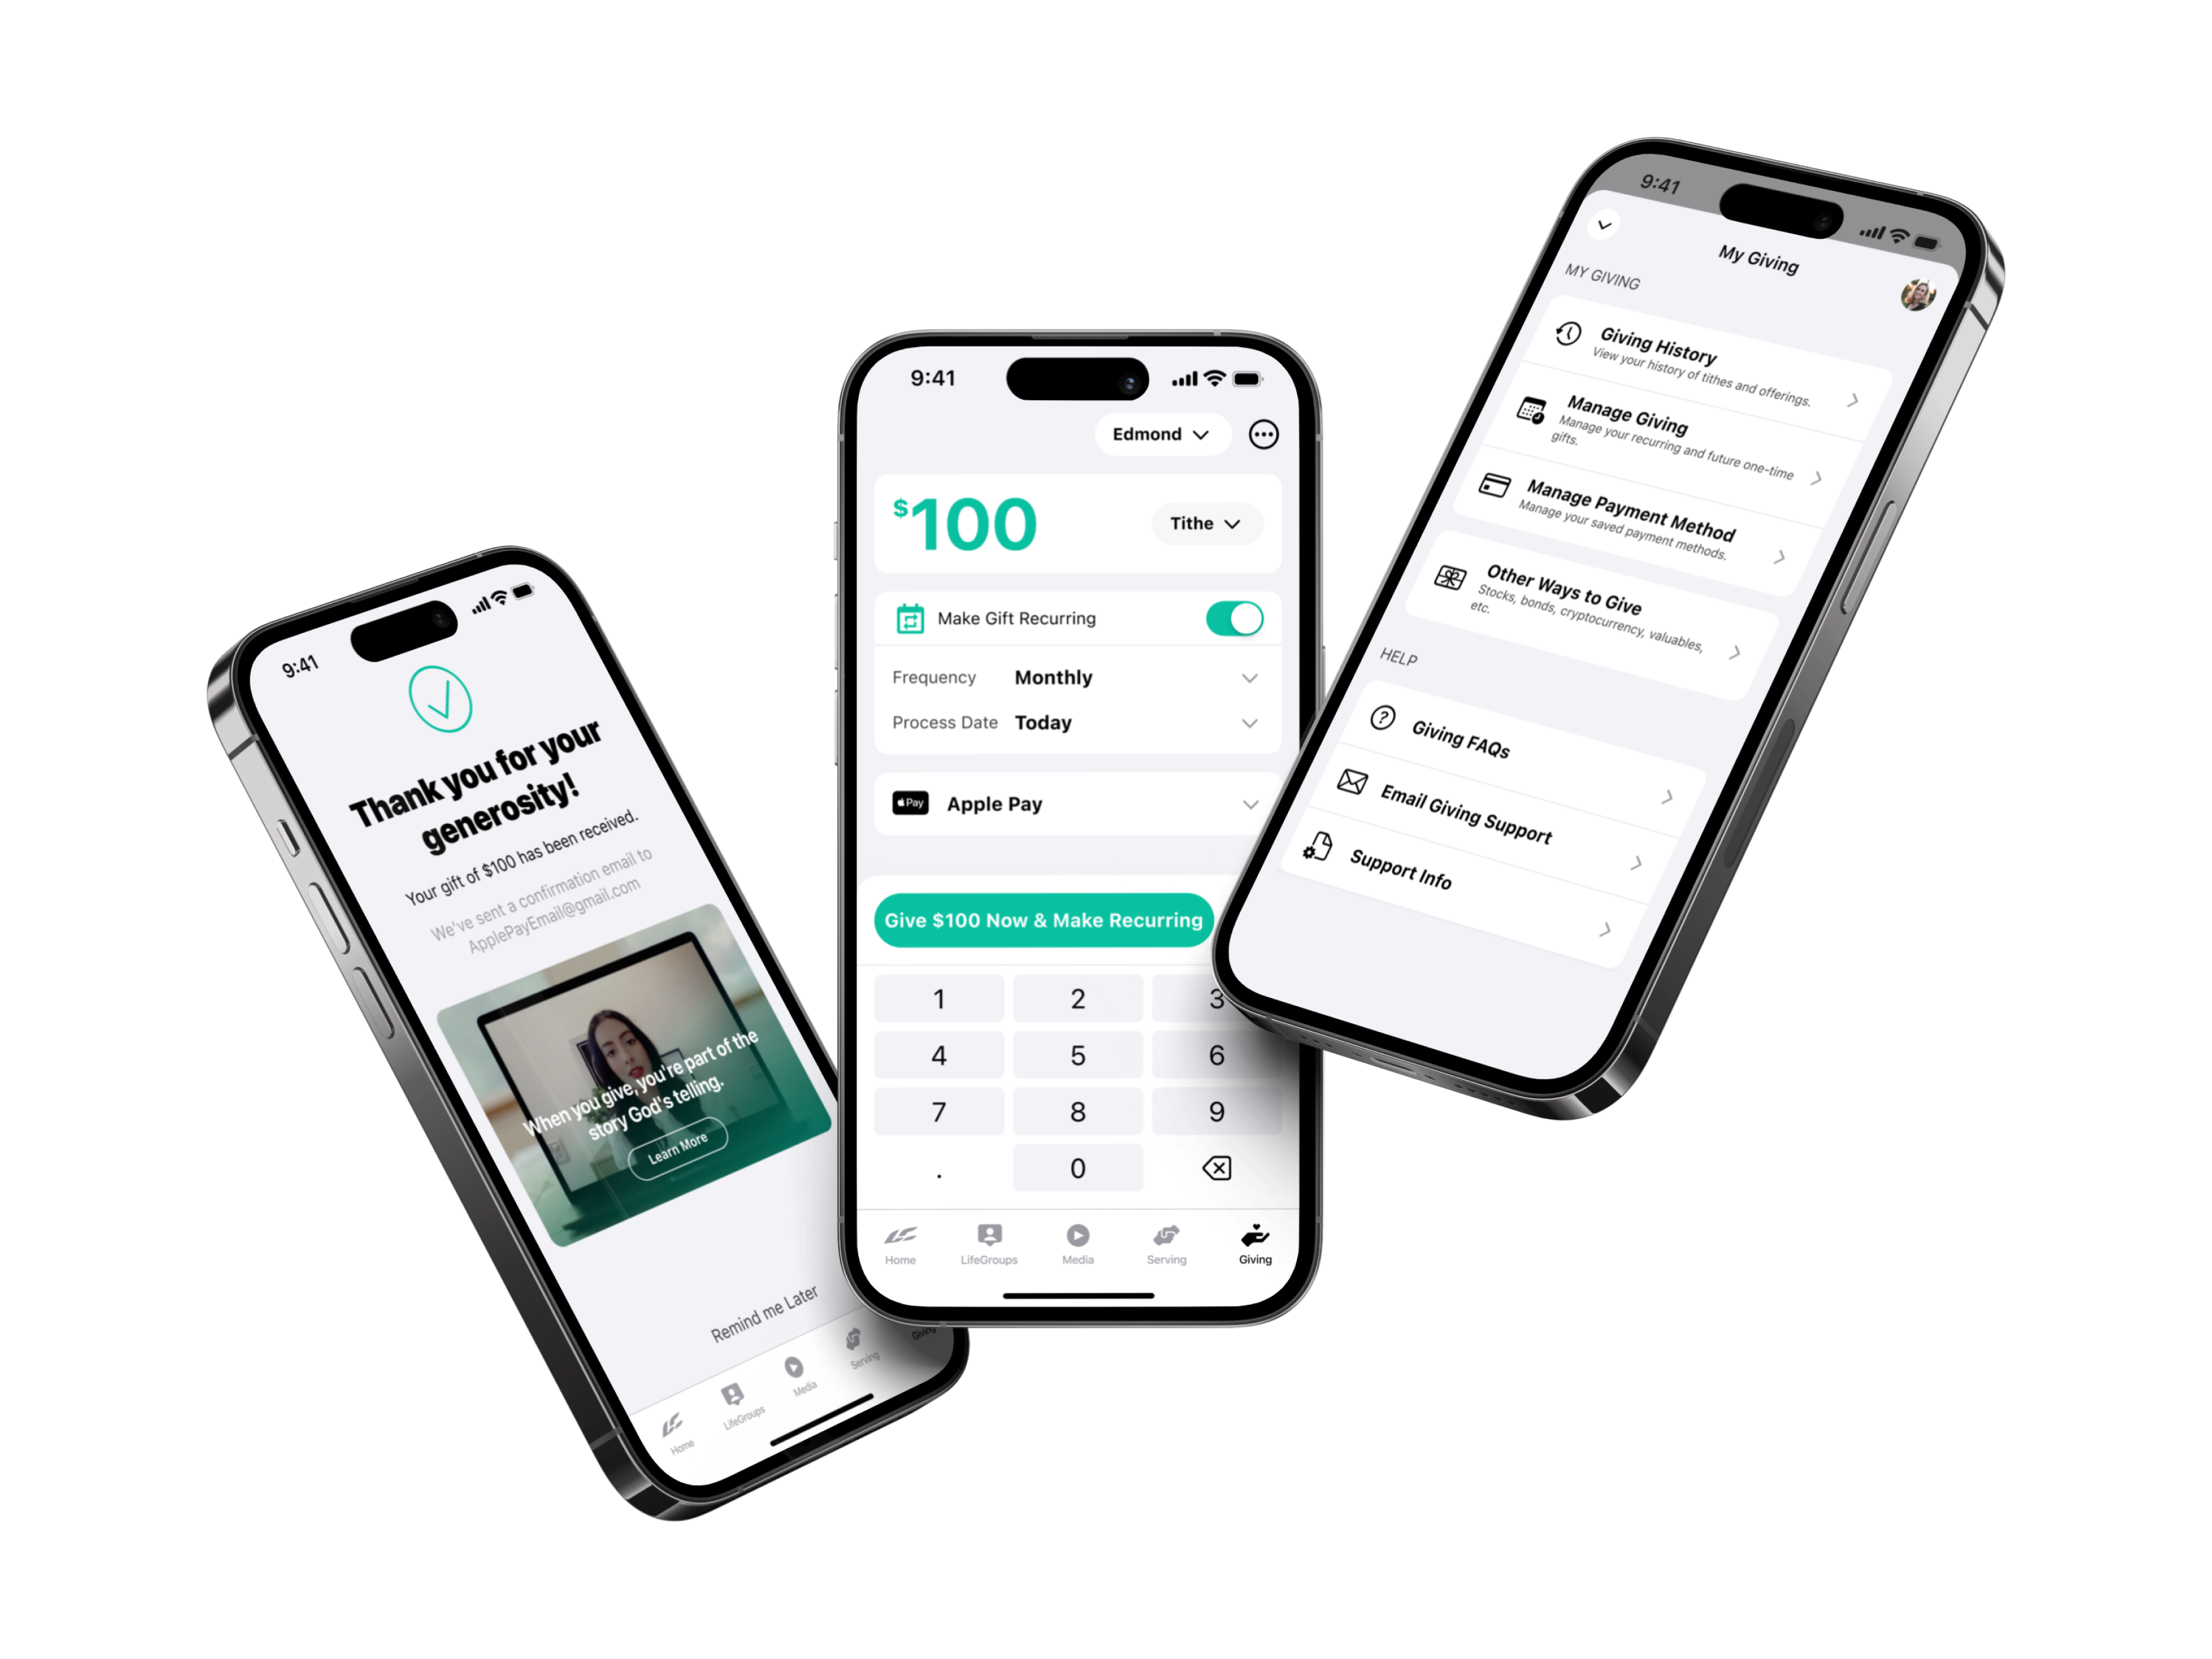 9:41
Thank you for your
generosity!
Your gift of $100 has been received.
We've sent a confirmation email to
ApplePayEmail@gmail.com
When you give, you're part of the
story God's telling.
Learn More
Remind me Later
Home
LifeGroups
Media
Serving
Giving
9:41
Edmond
$100
Tithe
Make Gift Recurring
Frequency Monthly
Process Date Today
Pay Apple Pay
Give $100 Now & Make Recurring
1 2 3
4 5 6
7 8 9
. 0
Home LifeGroups Media Serving Giving
9:41
My Giving
MY GIVING
Giving History
View your history of tithes and offerings.
Manage Giving
Manage your recurring and future one-time
gifts.
Manage Payment Method
Manage your saved payment methods.
Other Ways to Give
Stocks, bonds, cryptocurrency, valuables,
etc.
HELP
Giving FAQs
Email Giving Support
Support Info